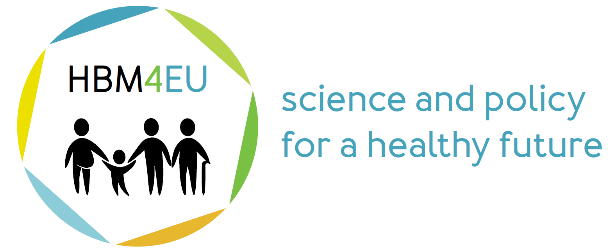 HBM4EU
science and policy
for a healthy future